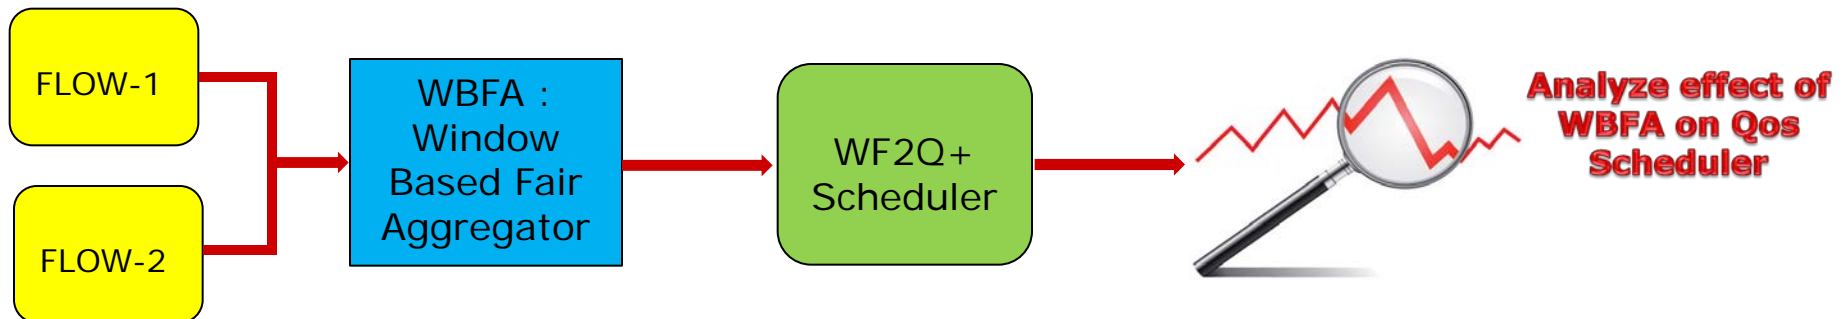 FLOW-1
FLOW-2
WBFA :
Window
Based Fair
Aggregator
WF2Q+
Scheduler
Analyze effect of
WBFA on Qos
Scheduler